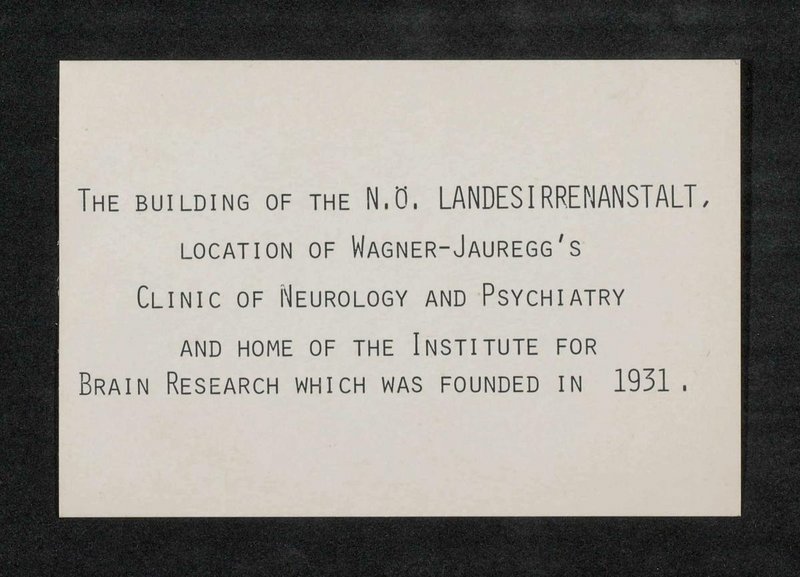 The building of the N.Ö. LANDESIRRENANSTALT,
location of Wagner-Jauregg's
Clinic of Neurology and Psychiatry
and home of the Institute for
Brain Research which was founded in 1931.